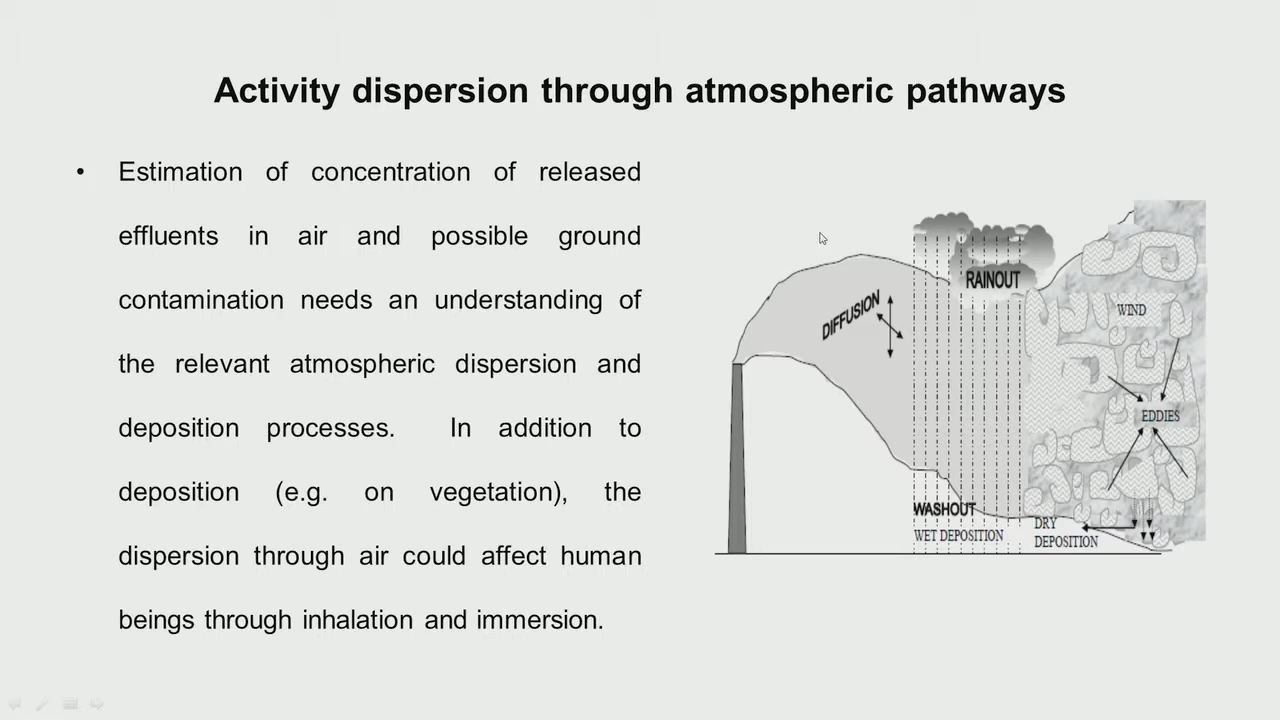 Activity dispersion through atmospheric pathways
• Estimation of concentration of released
effluents in air and possible ground
contamination needs an understanding of
the relevant atmospheric dispersion and
deposition processes. In addition to
deposition (e.g. on vegetation), the
dispersion through air could affect human
beings through inhalation and immersion.
RAINOUT
DIFFUSION
WIND
EDDIES
WASHOUT
WET DEPOSITION
DRY
DEPOSITION